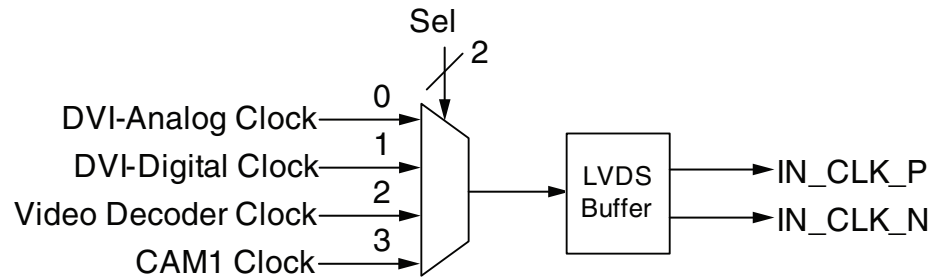 Sel
2
0
DVI-Analog Clock
1
DVI-Digital Clock
2
Video Decoder Clock
3
CAM1 Clock
LVDS
Buffer
IN_CLK_P
IN_CLK_N